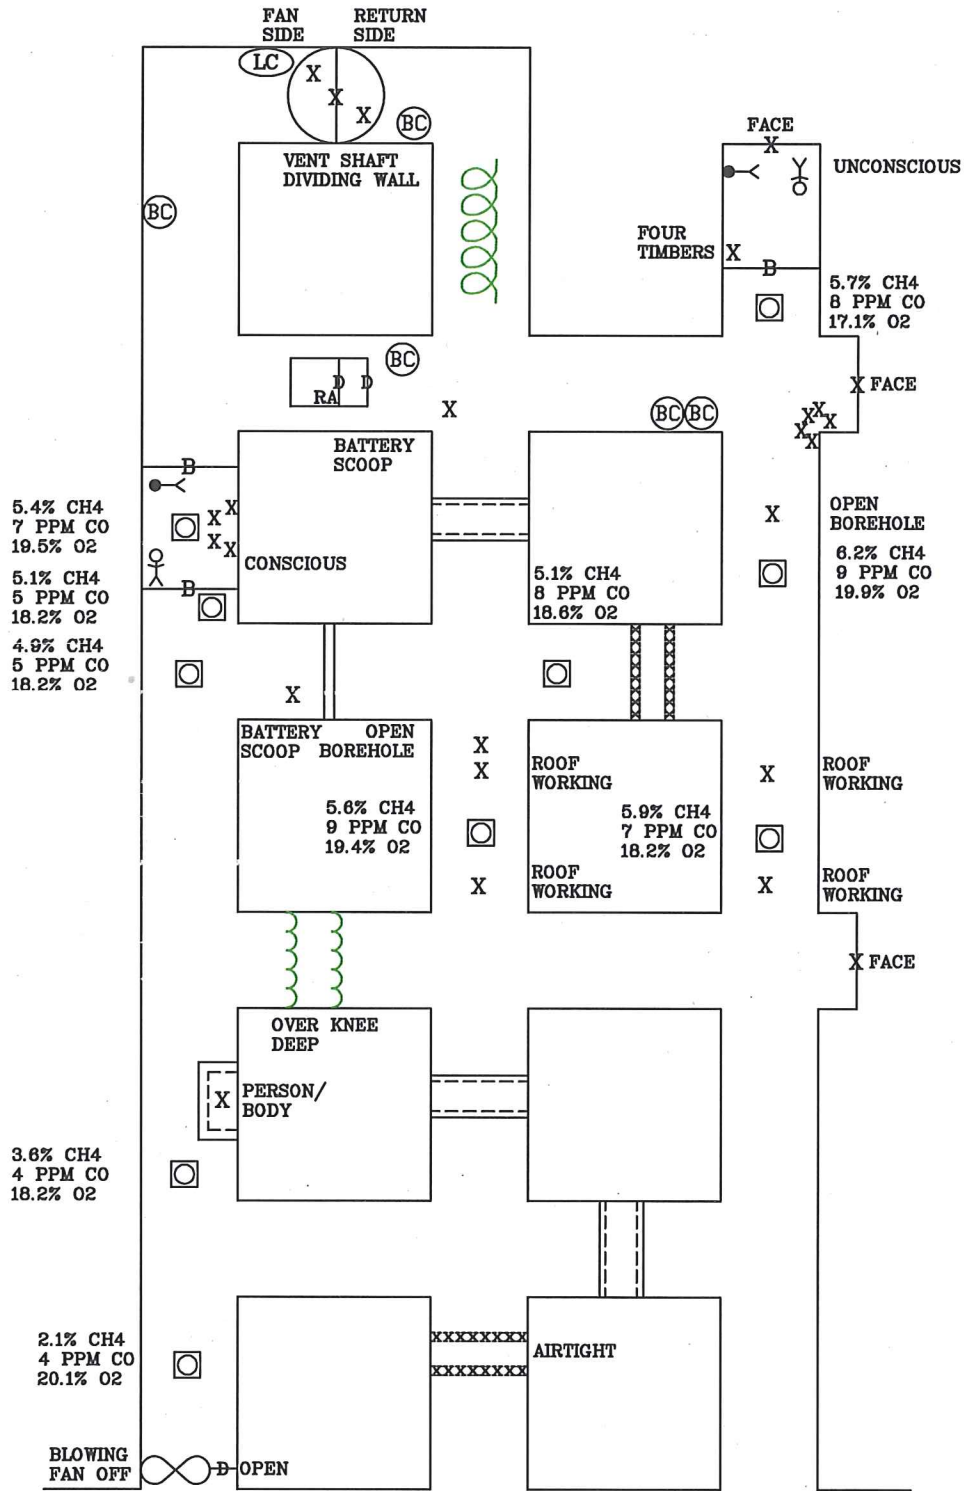 FAN
SIDE
RETURN
SIDE
LC
X
X
X
BC
VENT SHAFT
DIVIDING WALL
BC
FACE
X
UNCONSCIOUS
FOUR
TIMBERS
X
B
5.7% CH4
8 PPM CO
17.1% O2
BC
D D
RA
X
X FACE
BC BC
X X
X X
X
BATTERY
SCOOP
B
5.4% CH4
7 PPM CO
19.5% O2
X X
X X
CONSCIOUS
X
OPEN
BOREHOLE
6.2% CH4
9 PPM CO
19.9% O2
5.1% CH4
5 PPM CO
18.2% O2
B
5.1% CH4
8 PPM CO
18.6% O2
4.9% CH4
5 PPM CO
18.2% O2
X
XXXXXXXX
XXXXXXXX
BATTERY OPEN
SCOOP BOREHOLE
X
X
ROOF
WORKING
X
ROOF
WORKING
5.6% CH4
9 PPM CO
19.4% O2
5.9% CH4
7 PPM CO
18.2% O2
X
ROOF
WORKING
X
ROOF
WORKING
X FACE
OVER KNEE
DEEP
X
PERSON/
BODY
3.6% CH4
4 PPM CO
18.2% O2
2.1% CH4
4 PPM CO
20.1% O2
XXXXXXXX
XXXXXXXX
AIRTIGHT
BLOWING
FAN OFF
D OPEN